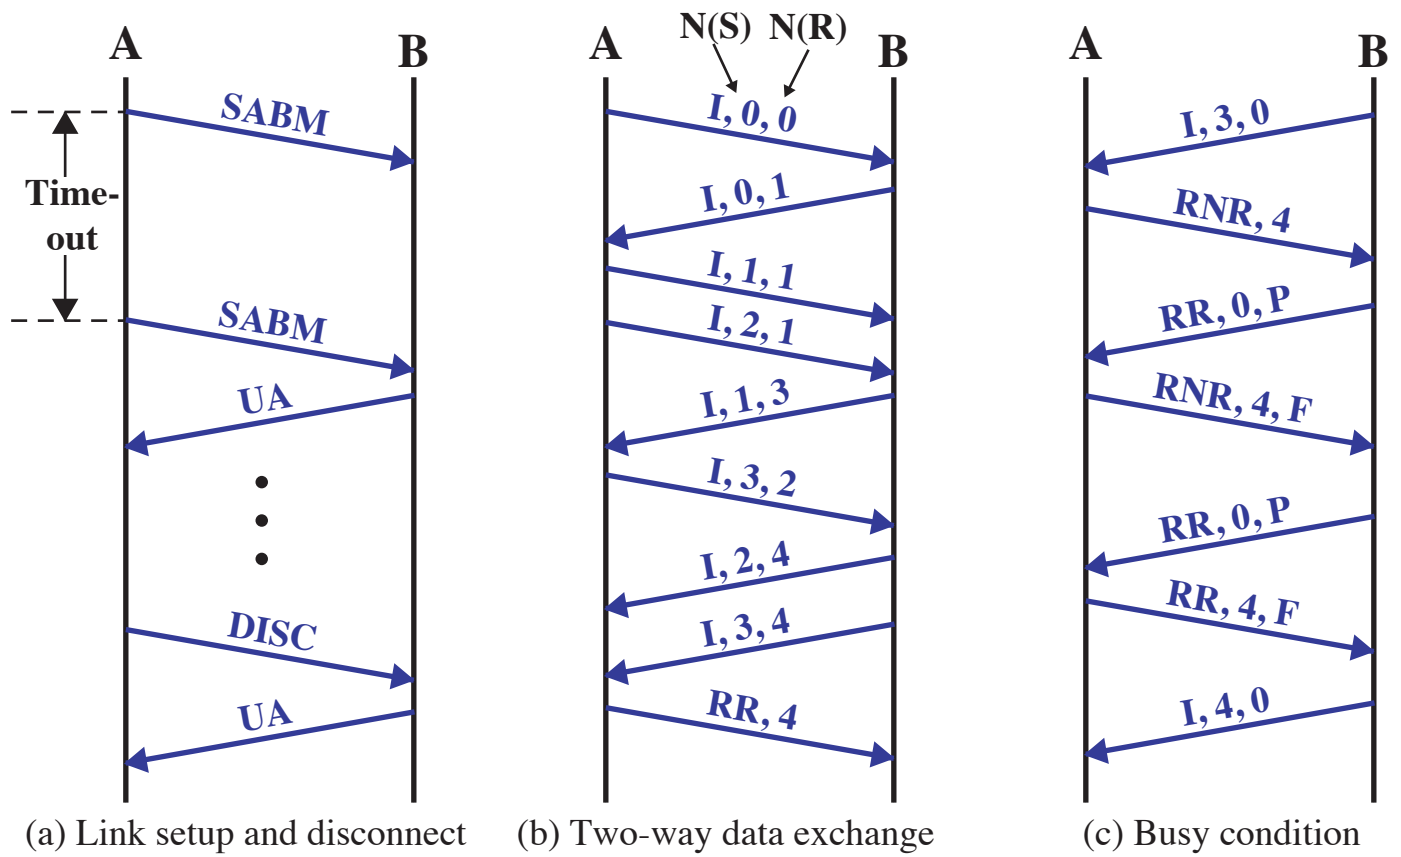 A
B
SABM
Time-
out
SABM
UA
DISC
UA
(a) Link setup and disconnect
N(S) N(R)
A
B
I, 0, 0
I, 0, 1
I, 1, 1
I, 2, 1
I, 1, 3
I, 3, 2
I, 2, 4
I, 3, 4
RR, 4
(b) Two-way data exchange
A
B
I, 3, 0
RNR, 4
RR, 0, P
RNR, 4, F
RR, 0, P
RR, 4, F
I, 4, 0
(c) Busy condition